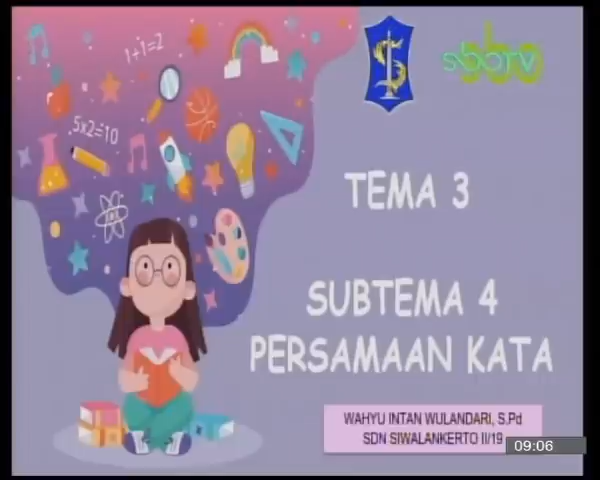 1+1=2
5x2=10
sbotv
TEMA 3
SUBTEMA 4
PERSAMAAN KATA
WAHYU INTAN WULANDARI, S.Pd
SDN SIWALANKERTO II/19
09:06